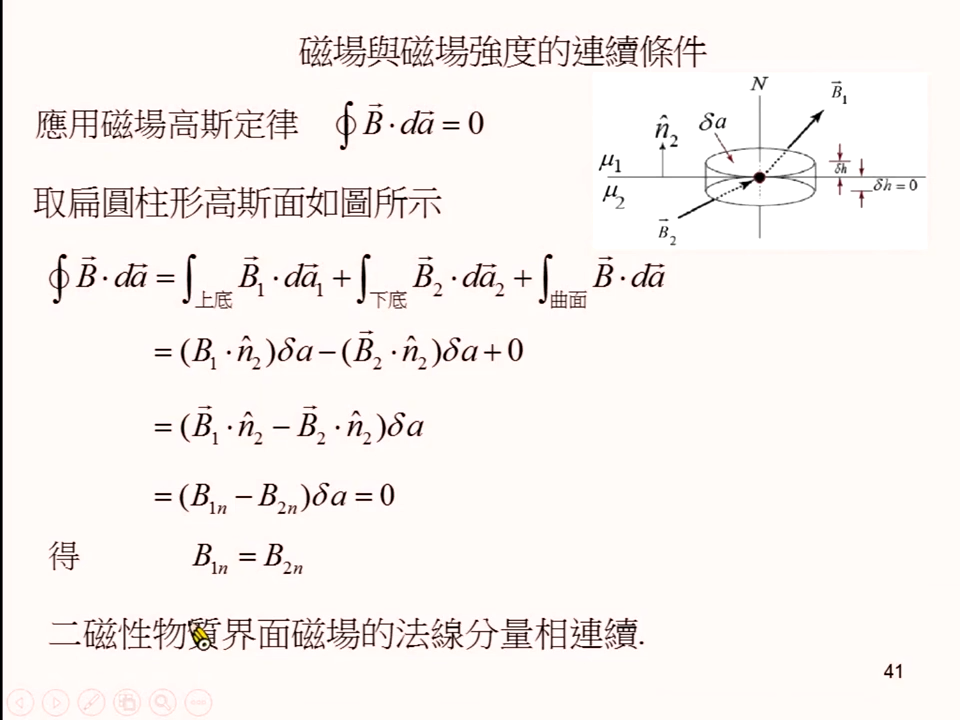 磁場與磁場強度的連續條件
應用磁場高斯定律 ∮ B⃗ · da⃗ = 0
N
B⃗₁
n̂₂
δa
μ₁
μ₂
δh
δh = 0
B⃗₂
取扁圓柱形高斯面如圖所示
∮ B⃗ · da⃗ = ∫上底 B⃗₁ · da⃗₁ + ∫下底 B⃗₂ · da⃗₂ + ∫曲面 B⃗ · da⃗
= (B₁ · n̂₂)δa − (B⃗₂ · n̂₂)δa + 0
= (B⃗₁ · n̂₂ − B⃗₂ · n̂₂)δa
= (B₁ₙ − B₂ₙ)δa = 0
得 B₁ₙ = B₂ₙ
二磁性物質界面磁場的法線分量相連續.
41